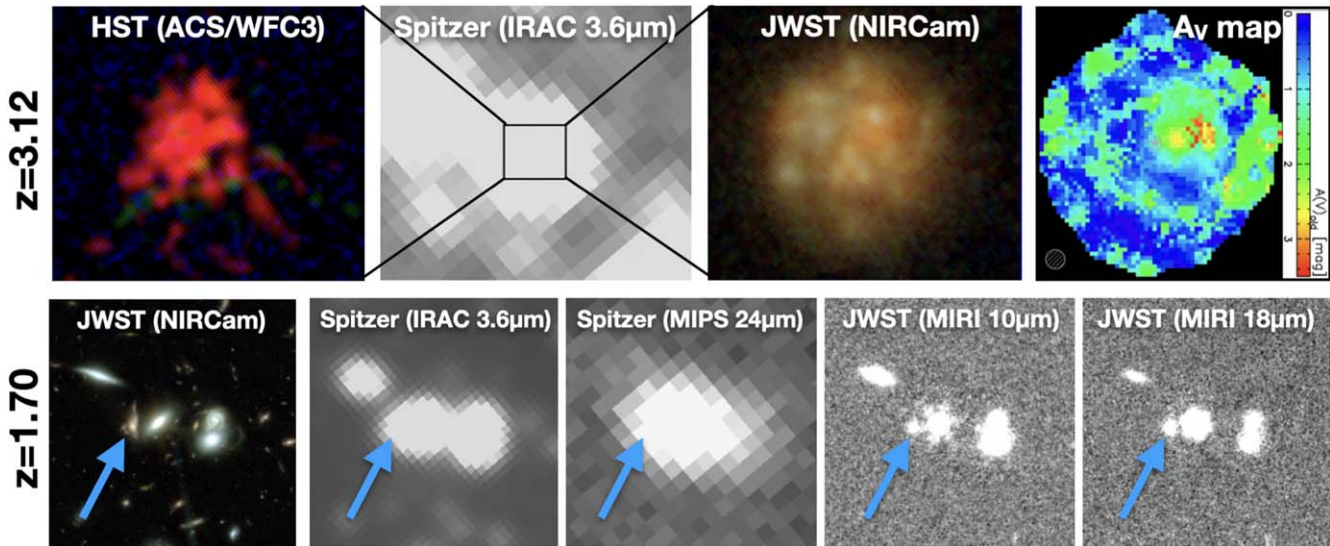 z=3.12
HST (ACS/WFC3)
Spitzer (IRAC 3.6μm)
JWST (NIRCam)
Av map
0
1
2
3
A(V)_old [mag]
z=1.70
JWST (NIRCam)
Spitzer (IRAC 3.6μm)
Spitzer (MIPS 24μm)
JWST (MIRI 10μm)
JWST (MIRI 18μm)